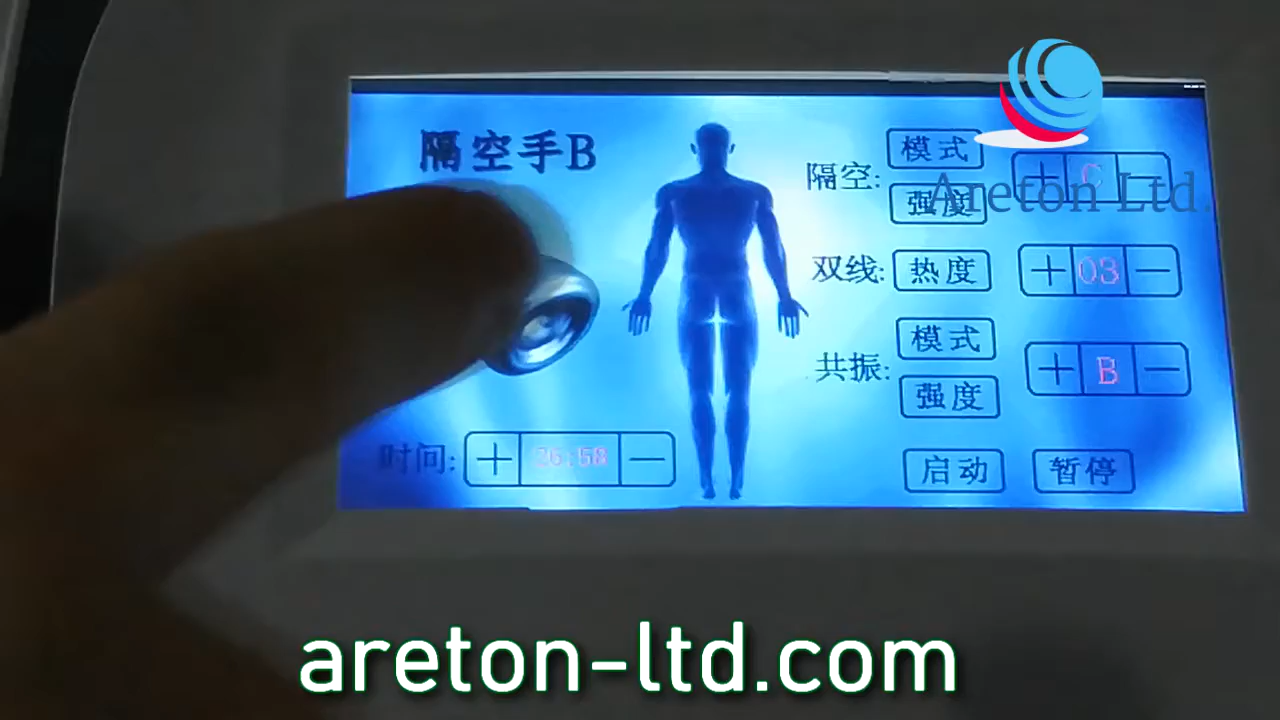 隔空手B
隔空: 模式 + C −
强度
双线: 热度 + 03 −
共振: 模式 + B −
强度
时间: + 26:58 −
启动 暂停
Areton Ltd.
areton-ltd.com